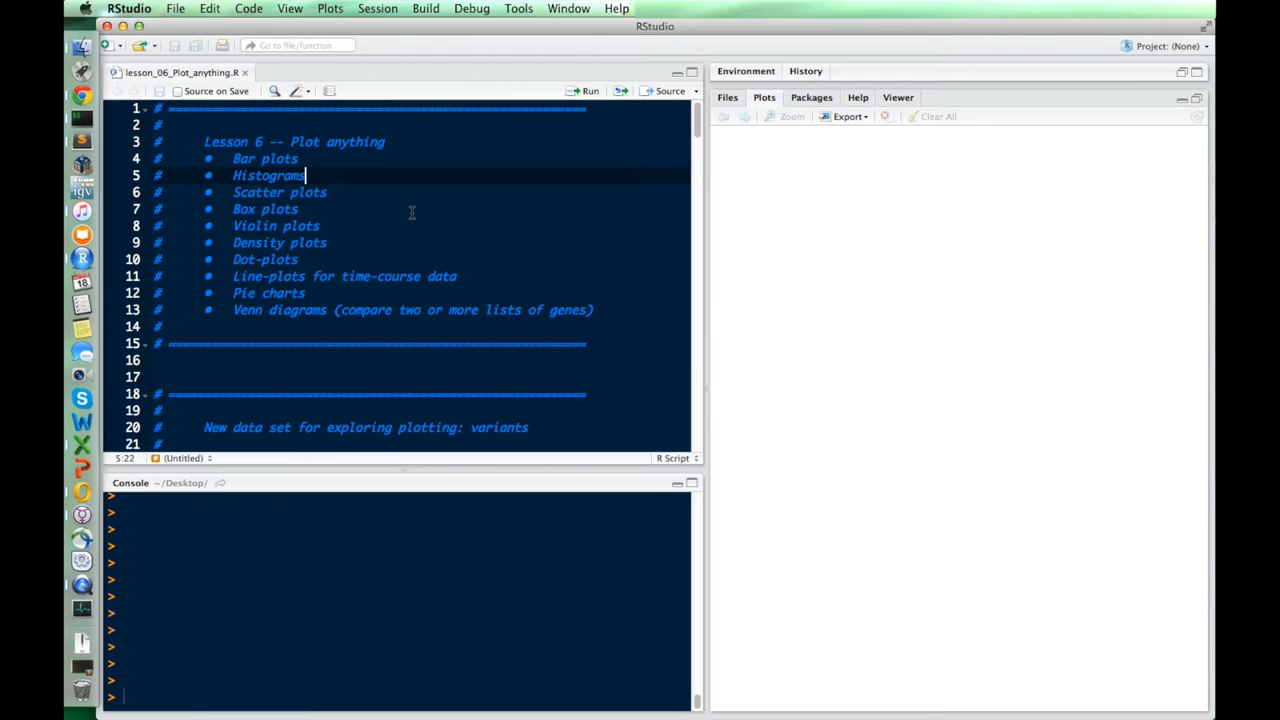 RStudio File Edit Code View Plots Session Build Debug Tools Window Help
RStudio
Go to file/function
Project: (None)
lesson_06_Plot_anything.R
Source on Save
Run
Source
1 # ==========================================================
2 #
3 # Lesson 6 -- Plot anything
4 # • Bar plots
5 # • Histograms
6 # • Scatter plots
7 # • Box plots
8 # • Violin plots
9 # • Density plots
10 # • Dot-plots
11 # • Line-plots for time-course data
12 # • Pie charts
13 # • Venn diagrams (compare two or more lists of genes)
14 #
15 # ==========================================================
16
17
18 # ==========================================================
19 #
20 # New data set for exploring plotting: variants
21 #
5:22 (Untitled) R Script
Console ~/Desktop/
>
>
>
>
>
>
>
>
>
>
>
>
>
Environment History
Files Plots Packages Help Viewer
Zoom Export Clear All
igv
18